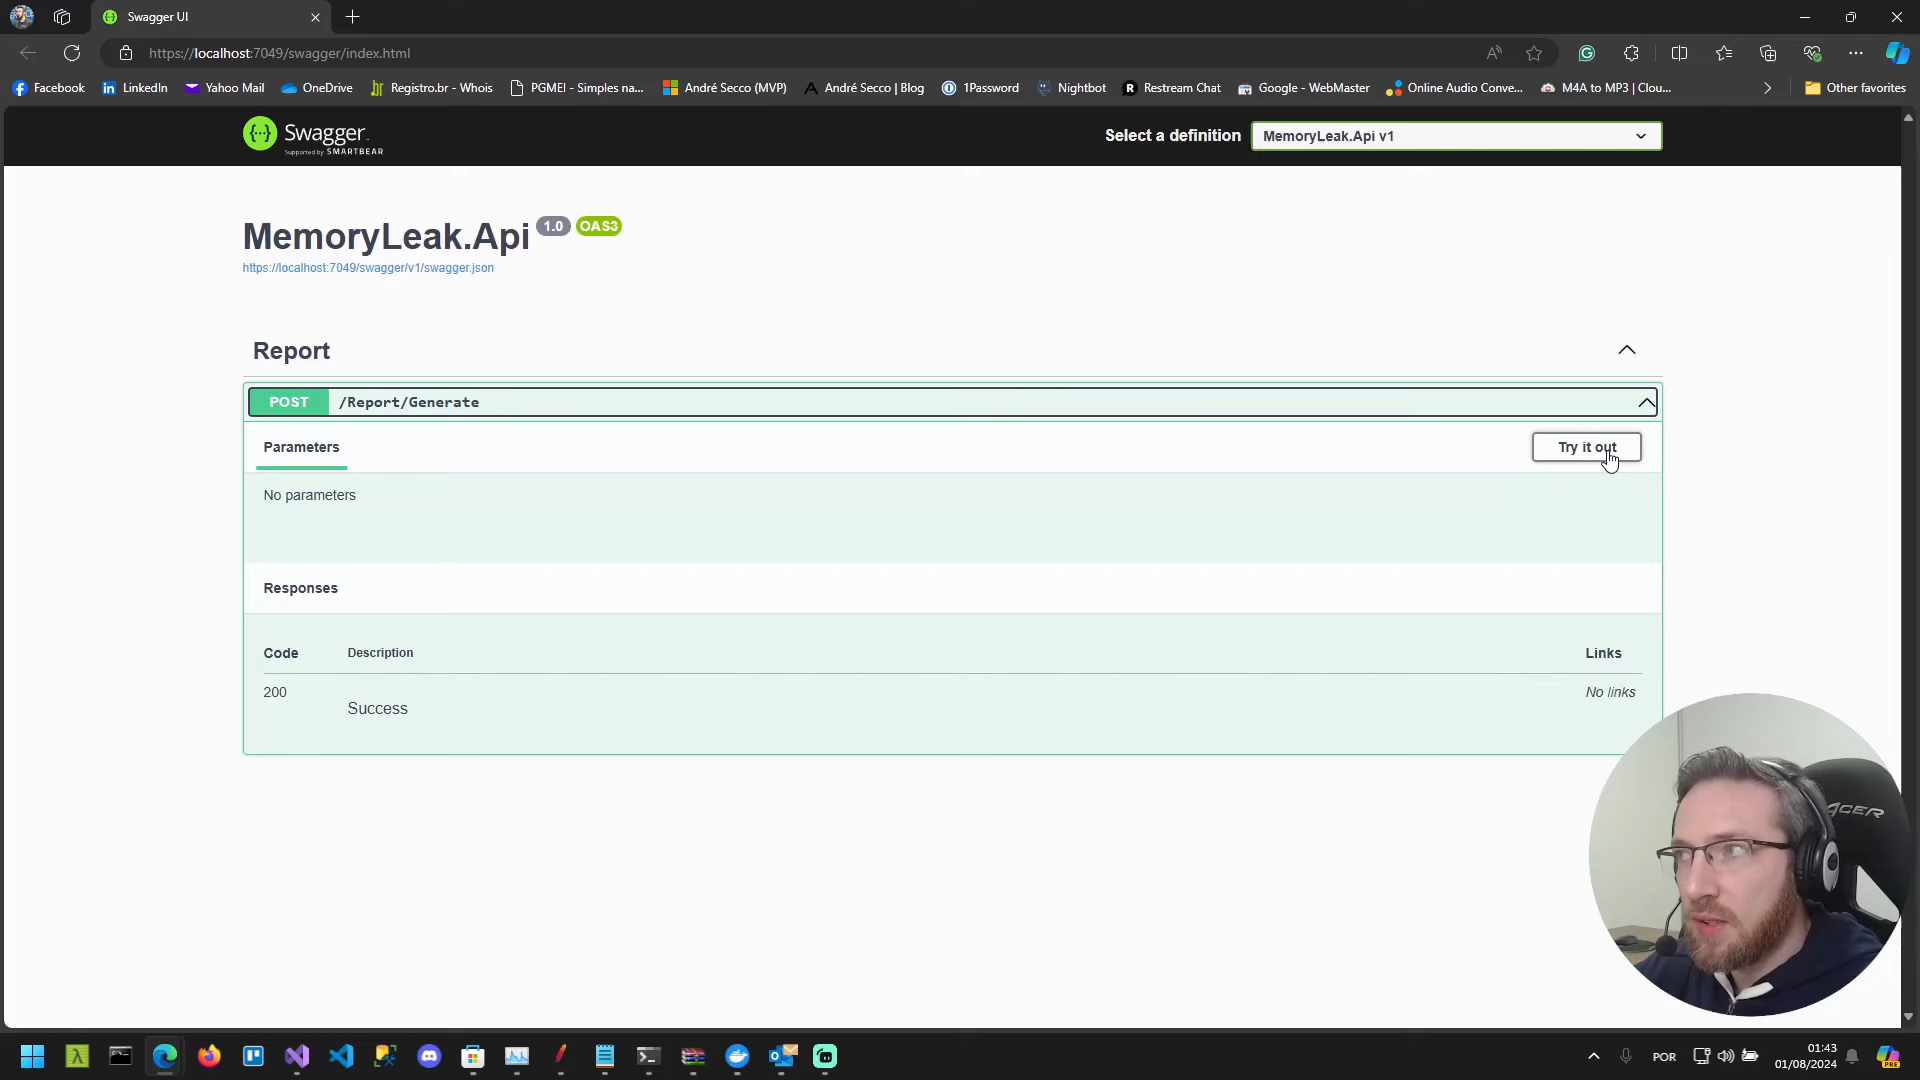 Swagger UI
https://localhost:7049/swagger/index.html
Facebook
LinkedIn
Yahoo Mail
OneDrive
Registro.br - Whois
PGMEI - Simples na...
André Secco (MVP)
André Secco | Blog
1Password
Nightbot
Restream Chat
Google - WebMaster
Online Audio Conve...
M4A to MP3 | Clou...
Other favorites
Swagger
Supported by SMARTBEAR
Select a definition
MemoryLeak.Api v1
MemoryLeak.Api 1.0 OAS3
https://localhost:7049/swagger/v1/swagger.json
Report
POST /Report/Generate
Parameters
Try it out
No parameters
Responses
Code Description Links
200 Success No links
ACER
POR
01:43
01/08/2024
PRE